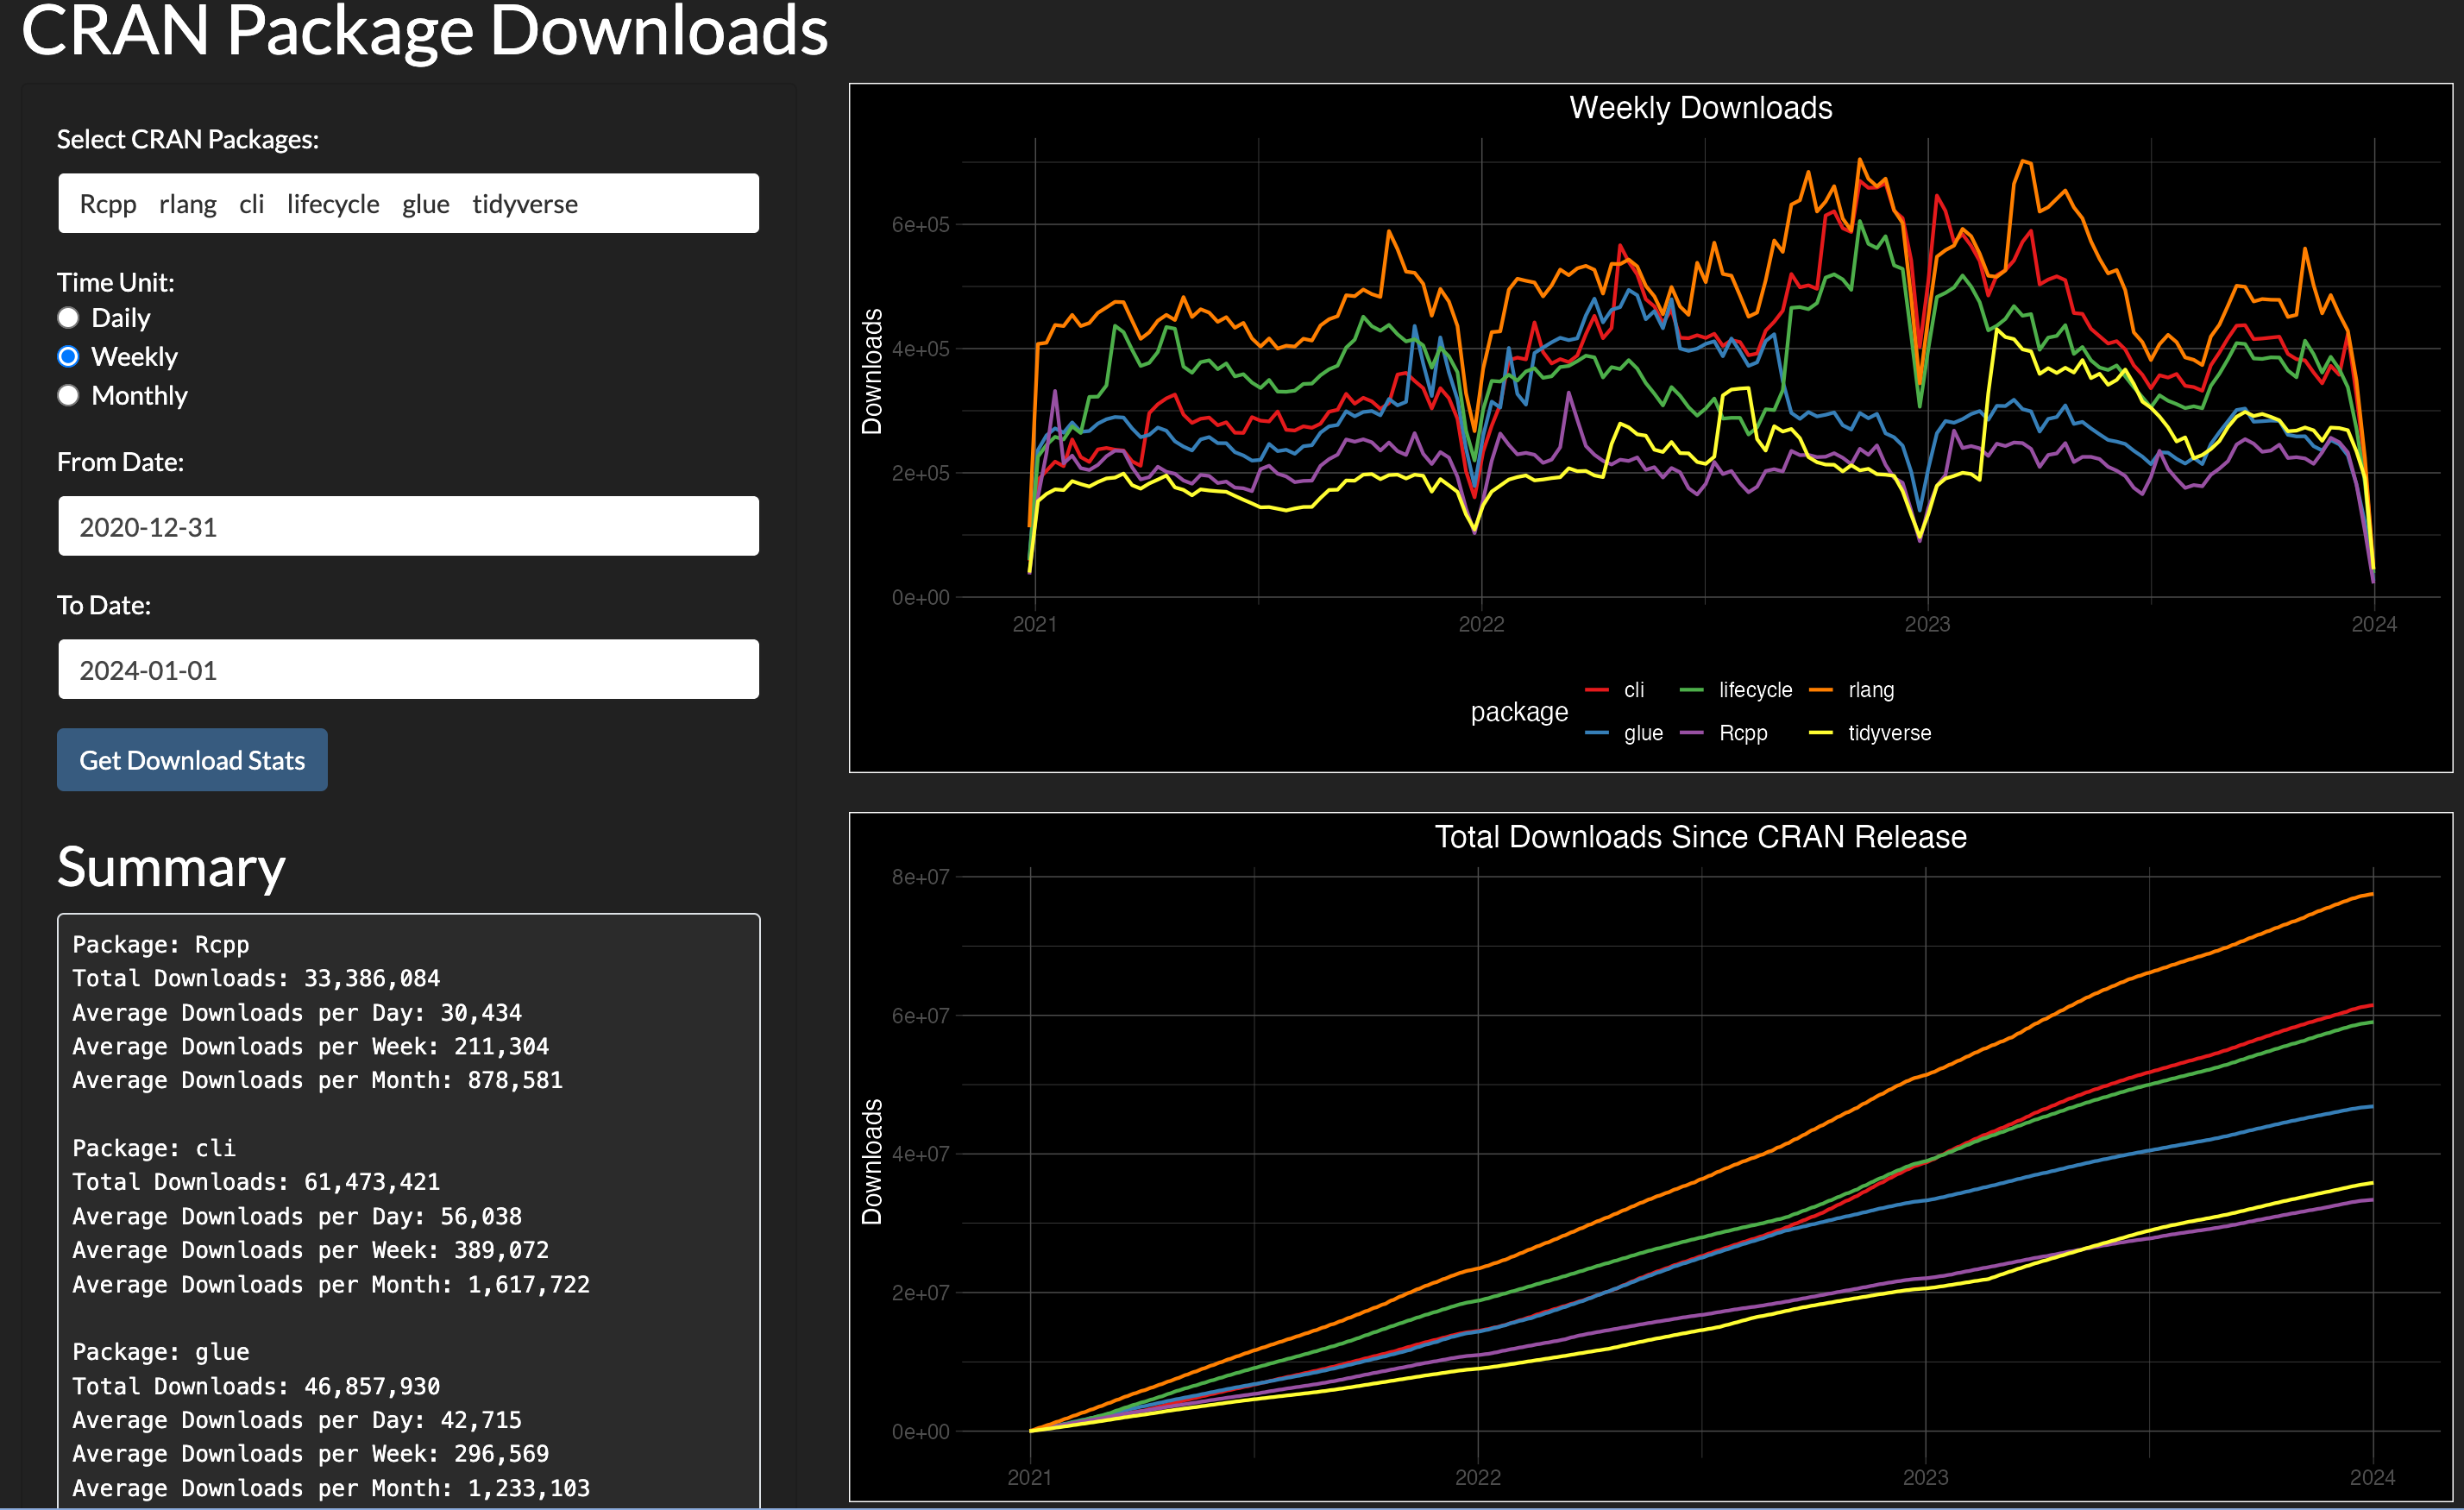 CRAN Package Downloads
Select CRAN Packages:
Rcpp rlang cli lifecycle glue tidyverse
Time Unit:
Daily
Weekly
Monthly
From Date:
2020-12-31
To Date:
2024-01-01
Get Download Stats
Summary
Package: Rcpp
Total Downloads: 33,386,084
Average Downloads per Day: 30,434
Average Downloads per Week: 211,304
Average Downloads per Month: 878,581
Package: cli
Total Downloads: 61,473,421
Average Downloads per Day: 56,038
Average Downloads per Week: 389,072
Average Downloads per Month: 1,617,722
Package: glue
Total Downloads: 46,857,930
Average Downloads per Day: 42,715
Average Downloads per Week: 296,569
Average Downloads per Month: 1,233,103
Weekly Downloads
Downloads
6e+05
4e+05
2e+05
0e+00
2021 2022 2023 2024
package
cli lifecycle rlang
glue Rcpp tidyverse
Total Downloads Since CRAN Release
Downloads
8e+07
6e+07
4e+07
2e+07
0e+00
2021 2022 2023 2024